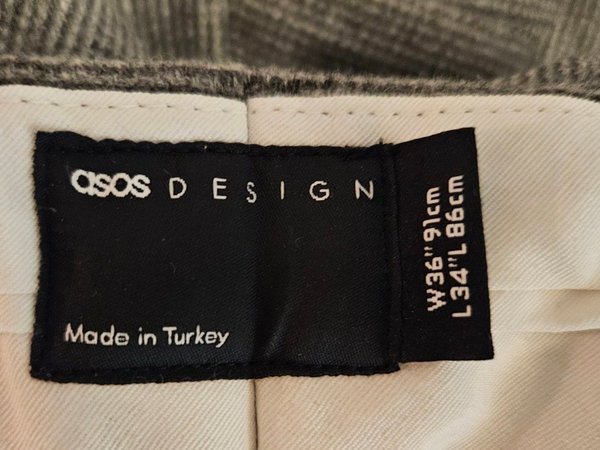 asos DESIGN
Made in Turkey
W36" 91cm
L34" L 86cm